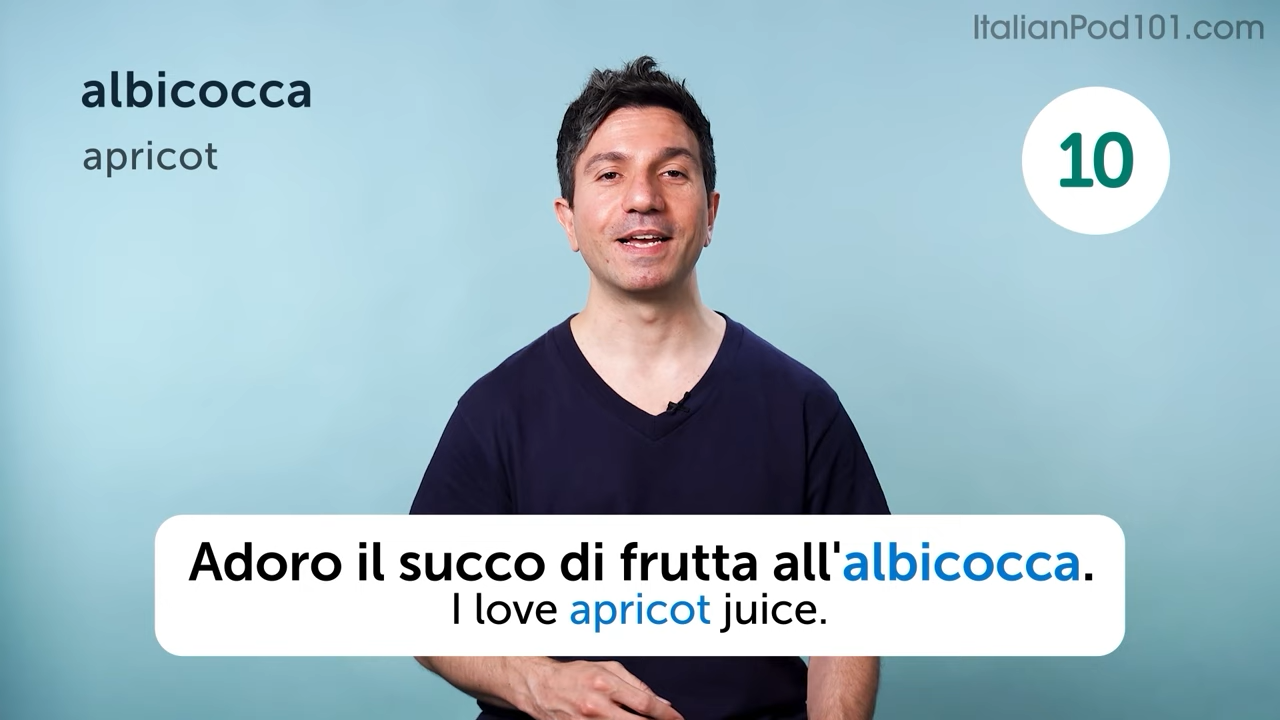 ItalianPod101.com
albicocca
apricot
10
Adoro il succo di frutta all'albicocca.
I love apricot juice.